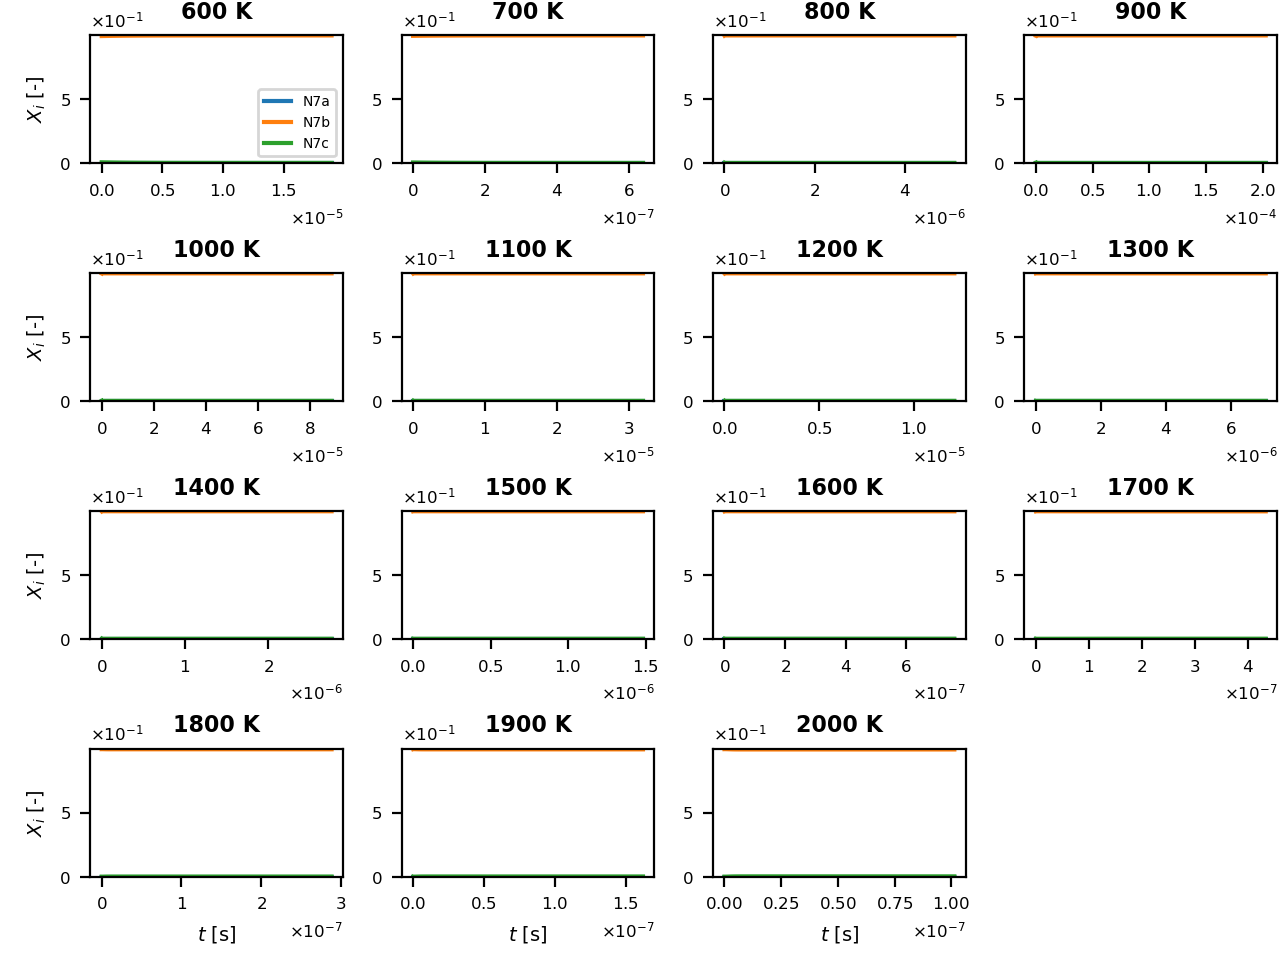 600 K 700 K 800 K 900 K
×10⁻¹ ×10⁻¹ ×10⁻¹ ×10⁻¹
X_i [-]
5 5 5 5
N7a
N7b
N7c
0 0 0 0
0.0 0.5 1.0 1.5 0 2 4 6 0 2 4 0.0 0.5 1.0 1.5 2.0
×10⁻⁵ ×10⁻⁷ ×10⁻⁶ ×10⁻⁴
1000 K 1100 K 1200 K 1300 K
×10⁻¹ ×10⁻¹ ×10⁻¹ ×10⁻¹
X_i [-]
5 5 5 5
0 0 0 0
0 2 4 6 8 0 1 2 3 0.0 0.5 1.0 0 2 4 6
×10⁻⁵ ×10⁻⁵ ×10⁻⁵ ×10⁻⁶
1400 K 1500 K 1600 K 1700 K
×10⁻¹ ×10⁻¹ ×10⁻¹ ×10⁻¹
X_i [-]
5 5 5 5
0 0 0 0
0 1 2 0.0 0.5 1.0 1.5 0 2 4 6 0 1 2 3 4
×10⁻⁶ ×10⁻⁶ ×10⁻⁷ ×10⁻⁷
1800 K 1900 K 2000 K
×10⁻¹ ×10⁻¹ ×10⁻¹
X_i [-]
5 5 5
0 0 0
0 1 2 3 0.0 0.5 1.0 1.5 0.00 0.25 0.50 0.75 1.00
×10⁻⁷ ×10⁻⁷ ×10⁻⁷
t [s] t [s] t [s]